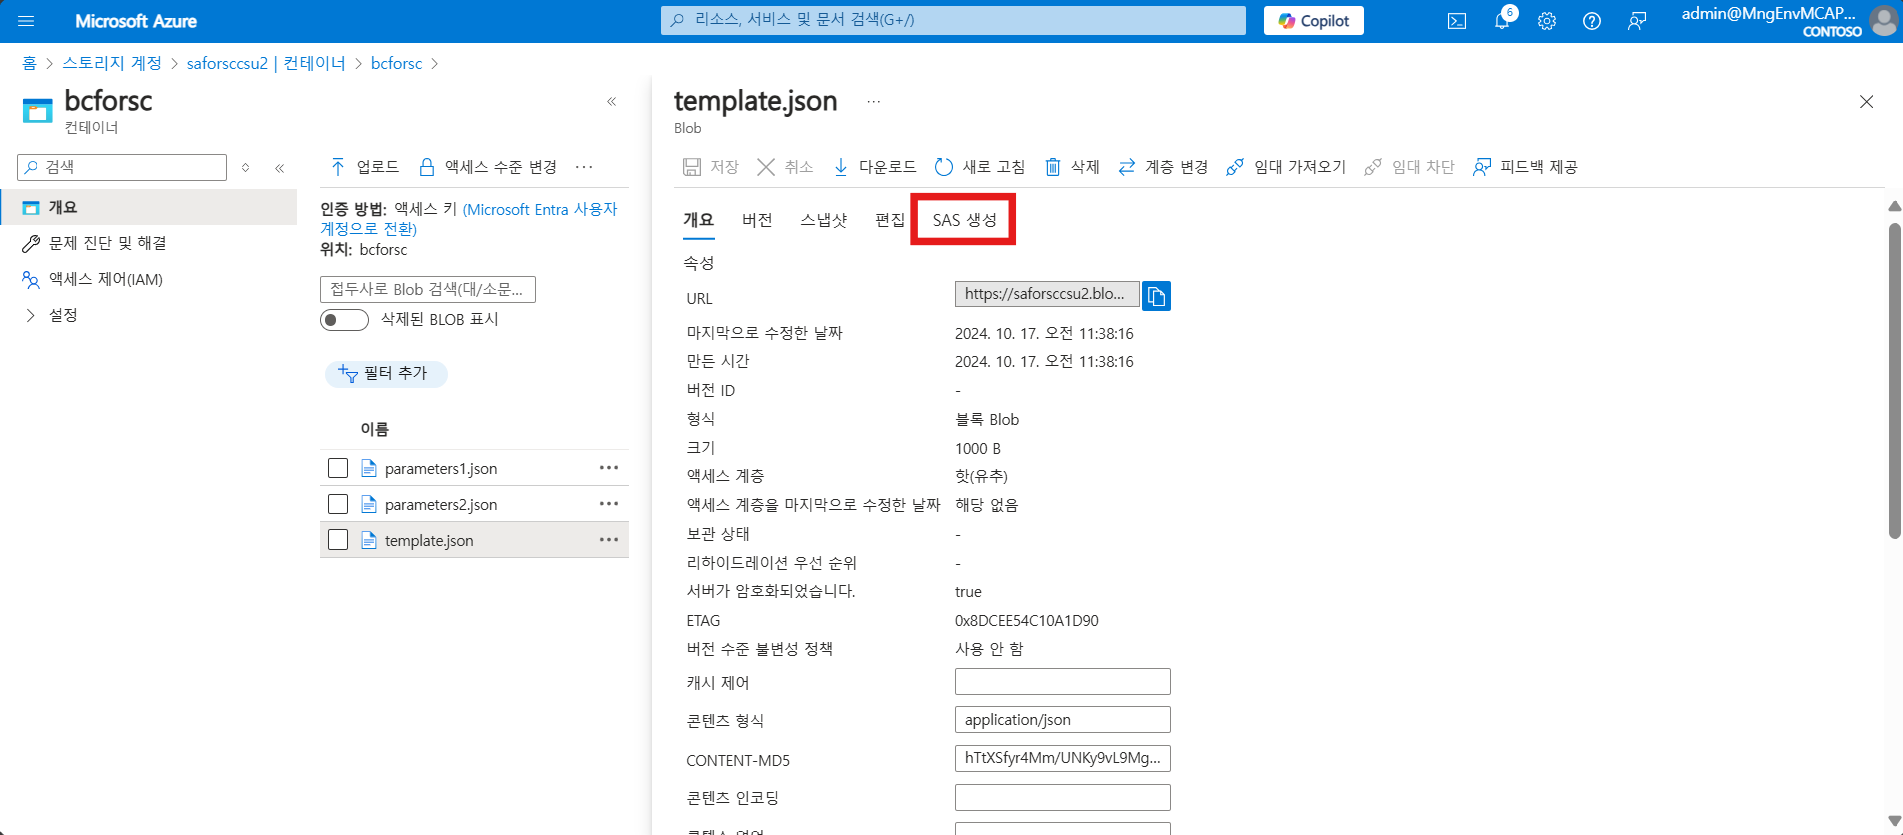 Microsoft Azure
리소스, 서비스 및 문서 검색(G+/)
Copilot
6
admin@MngEnvMCAP...
CONTOSO
홈 > 스토리지 계정 > saforsccsu2 | 컨테이너 > bcforsc >
bcforsc
컨테이너
검색
개요
문제 진단 및 해결
액세스 제어(IAM)
설정
업로드
액세스 수준 변경
인증 방법: 액세스 키 (Microsoft Entra 사용자
계정으로 전환)
위치: bcforsc
접두사로 Blob 검색(대/소문...
삭제된 BLOB 표시
필터 추가
이름
parameters1.json
parameters2.json
template.json
template.json
Blob
저장
취소
다운로드
새로 고침
삭제
계층 변경
임대 가져오기
임대 차단
피드백 제공
개요
버전
스냅샷
편집
SAS 생성
속성
URL https://saforsccsu2.blo...
마지막으로 수정한 날짜 2024. 10. 17. 오전 11:38:16
만든 시간 2024. 10. 17. 오전 11:38:16
버전 ID -
형식 블록 Blob
크기 1000 B
액세스 계층 핫(유추)
액세스 계층을 마지막으로 수정한 날짜 해당 없음
보관 상태 -
리하이드레이션 우선 순위 -
서버가 암호화되었습니다. true
ETAG 0x8DCEE54C10A1D90
버전 수준 불변성 정책 사용 안 함
캐시 제어
콘텐츠 형식 application/json
CONTENT-MD5 hTtXSfyr4Mm/UNKy9vL9Mg...
콘텐츠 인코딩